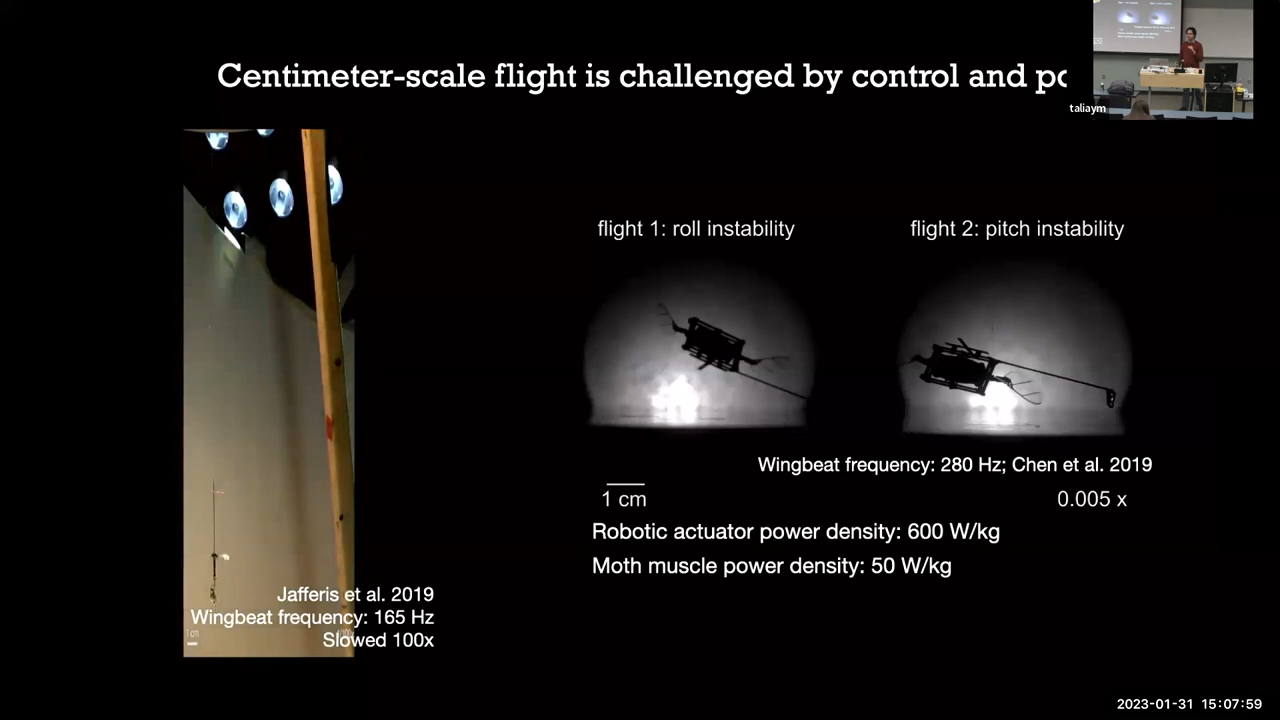 Centimeter-scale flight is challenged by control and po
taliaym
flight 1: roll instability
flight 2: pitch instability
Wingbeat frequency: 280 Hz; Chen et al. 2019
1 cm
0.005 x
Robotic actuator power density: 600 W/kg
Moth muscle power density: 50 W/kg
Jafferis et al. 2019
Wingbeat frequency: 165 Hz
Slowed 100x
1 cm
2023-01-31 15:07:59